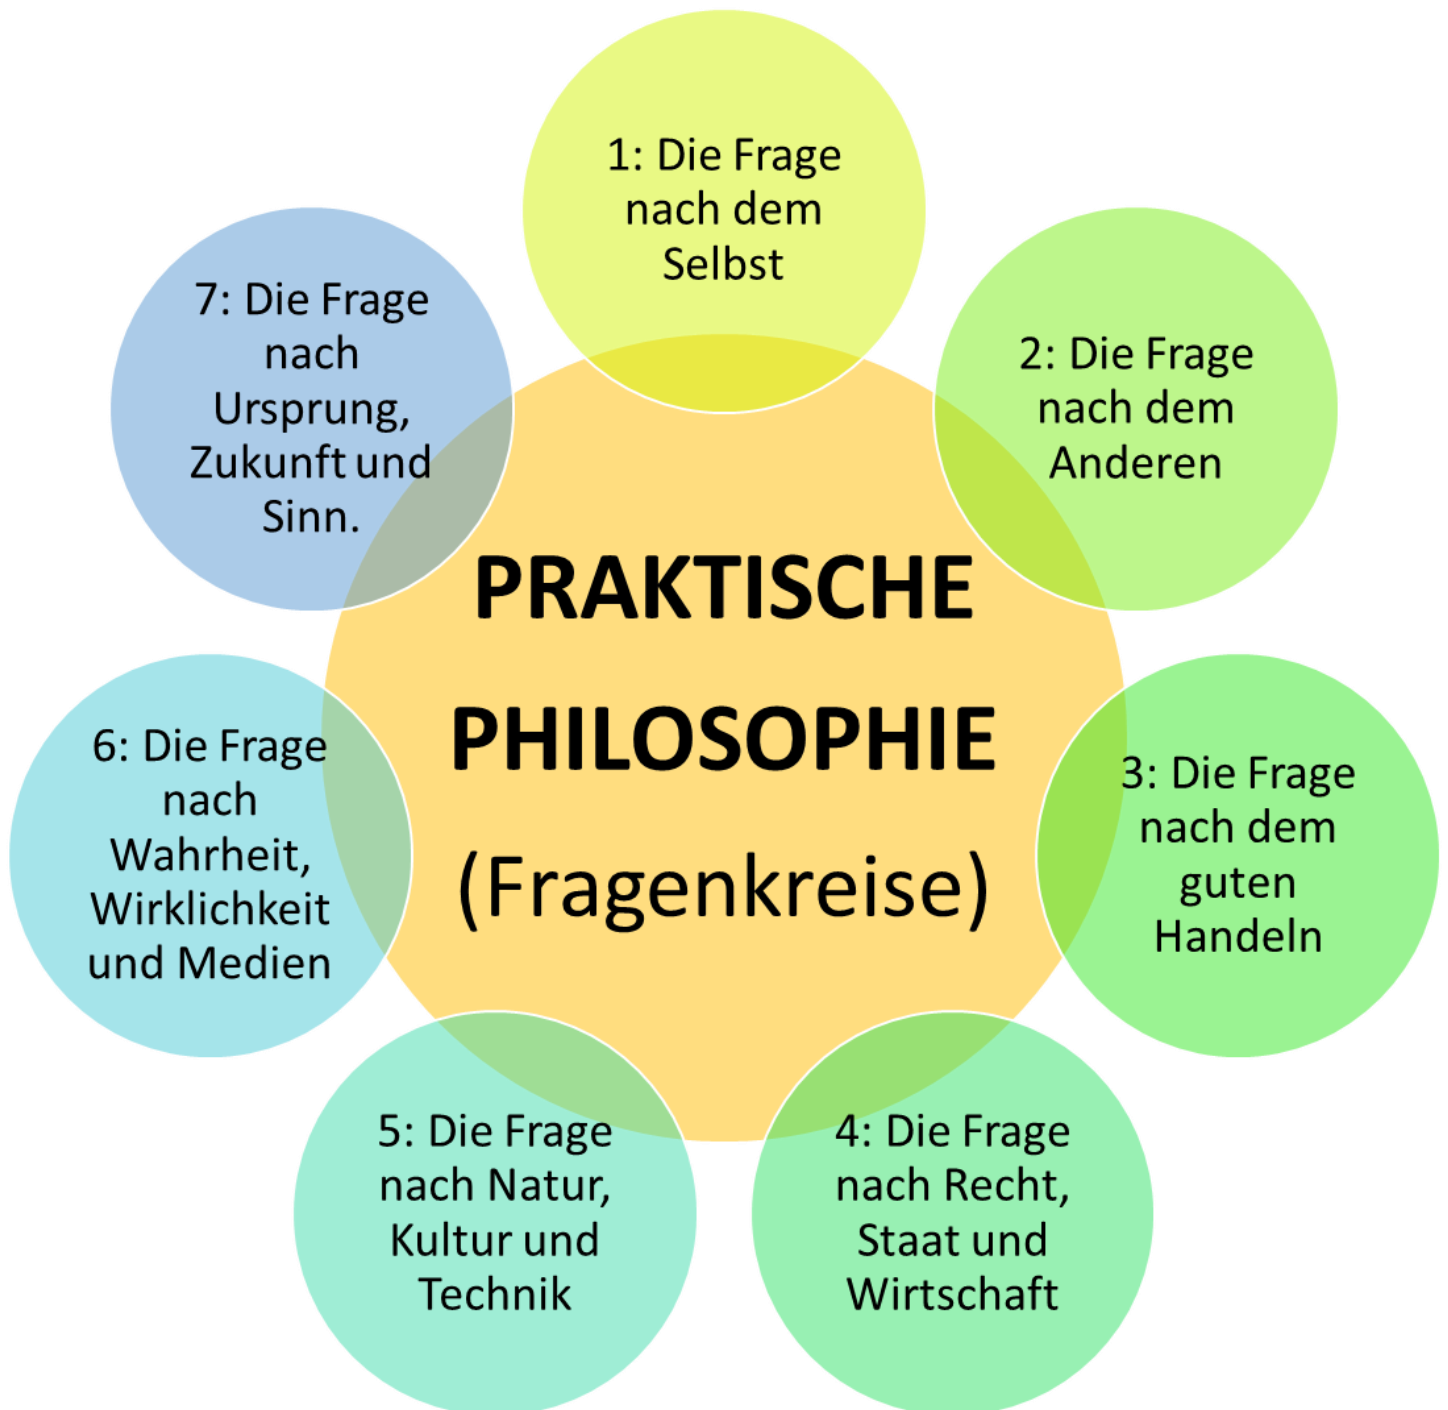 1: Die Frage
nach dem
Selbst
2: Die Frage
nach dem
Anderen
3: Die Frage
nach dem
guten
Handeln
4: Die Frage
nach Recht,
Staat und
Wirtschaft
5: Die Frage
nach Natur,
Kultur und
Technik
6: Die Frage
nach
Wahrheit,
Wirklichkeit
und Medien
7: Die Frage
nach
Ursprung,
Zukunft und
Sinn.
PRAKTISCHE
PHILOSOPHIE
(Fragenkreise)